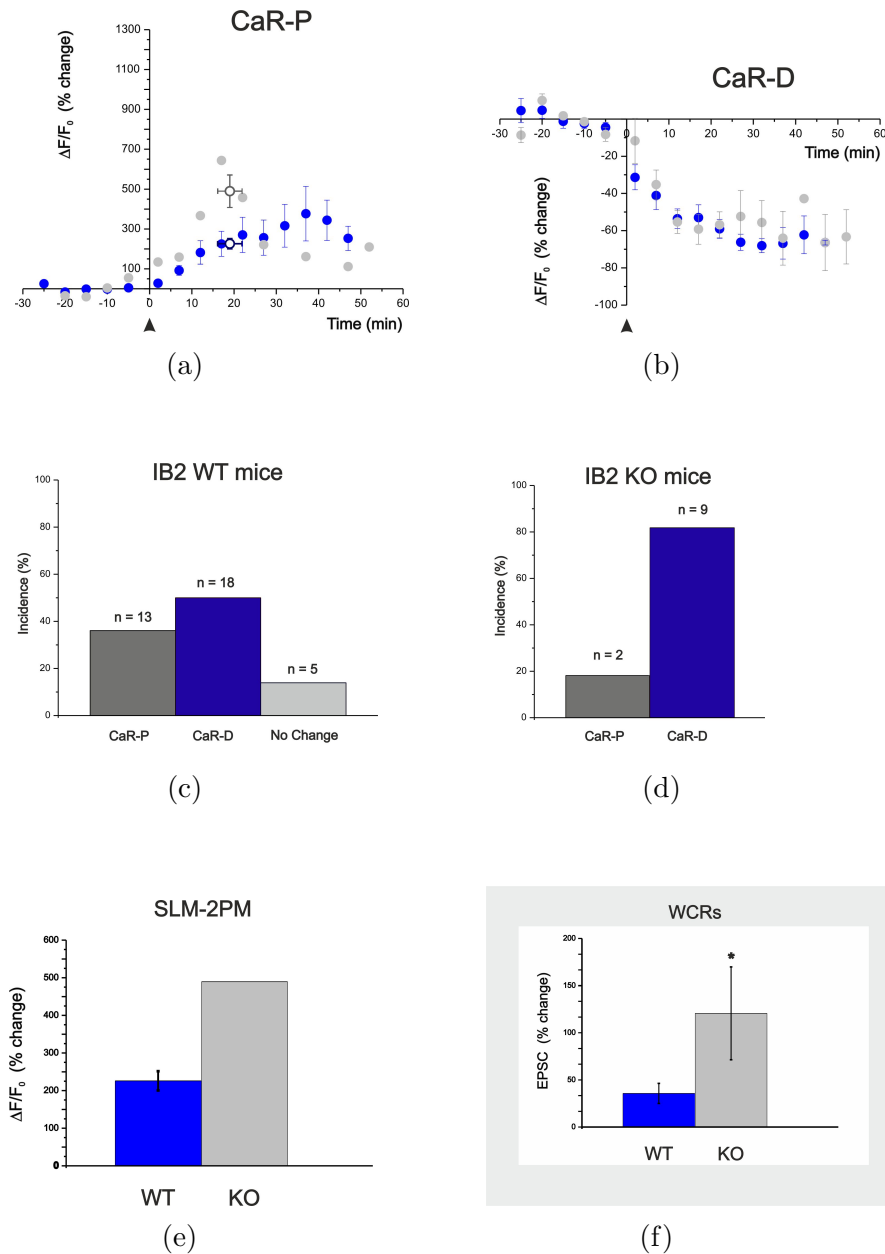 CaR-P
ΔF/F₀ (% change)
1300
1100
900
700
500
300
100
-30 -20 -10 0 10 20 30 40 50 60
Time (min)
(a)
CaR-D
-30 -20 -10 0 10 20 30 40 50 60
Time (min)
-20
-40
-60
-80
-100
ΔF/F₀ (% change)
(b)
IB2 WT mice
Incidence (%)
100
80
60
40
20
0
n = 13
n = 18
n = 5
CaR-P CaR-D No Change
(c)
IB2 KO mice
Incidence (%)
100
80
60
40
20
0
n = 2
n = 9
CaR-P CaR-D
(d)
SLM-2PM
ΔF/F₀ (% change)
600
500
400
300
200
100
0
WT KO
(e)
WCRs
EPSC (% change)
200
150
100
50
0
*
WT KO
(f)